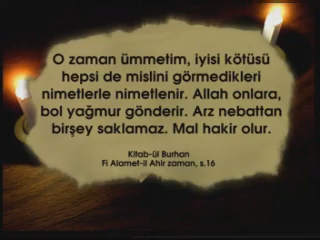 O zaman ümmetim, iyisi kötüsü
hepsi de mislini görmedikleri
nimetlerle nimetlenir. Allah onlara,
bol yağmur gönderir. Arz nebattan
birşey saklamaz. Mal hakir olur.
Kitab-ül Burhan
Fi Alamet-il Ahir zaman, s.16